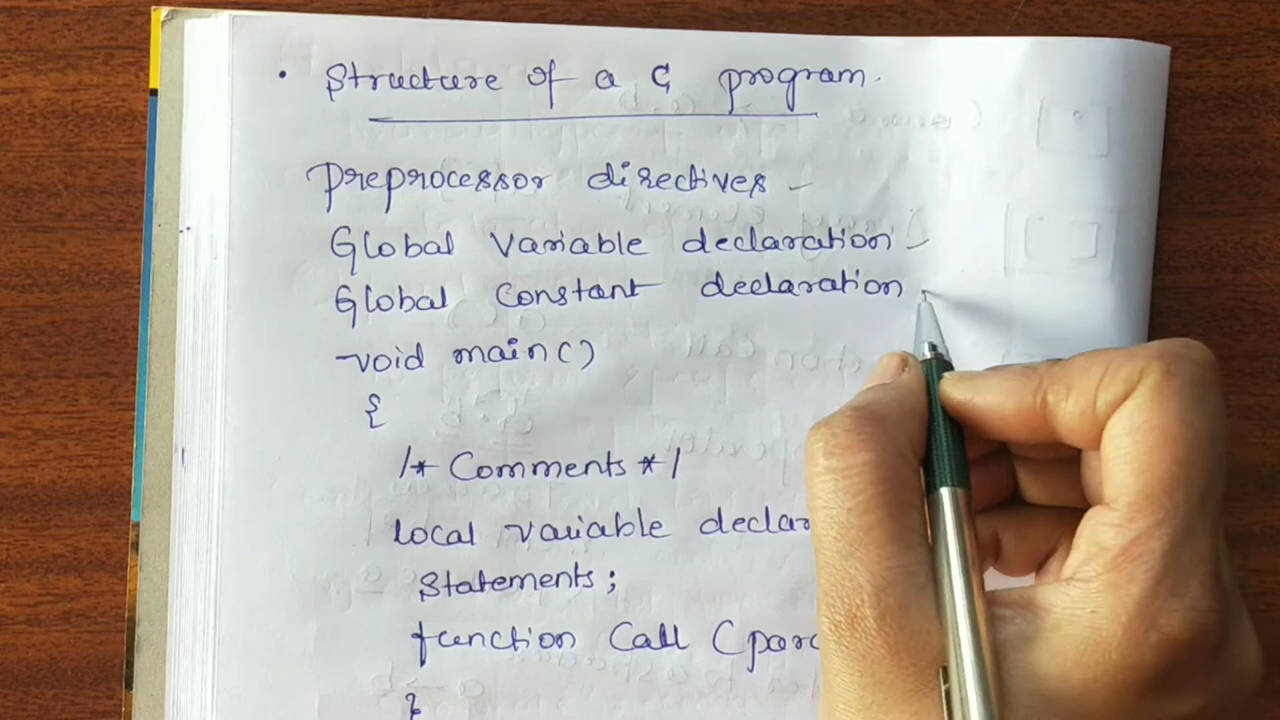 • Structure of a C program.
Preprocessor directives -
Global variable declaration -
Global Constant declaration
void main()
{
/* Comments */
local variable declar
Statements;
function Call (para
}